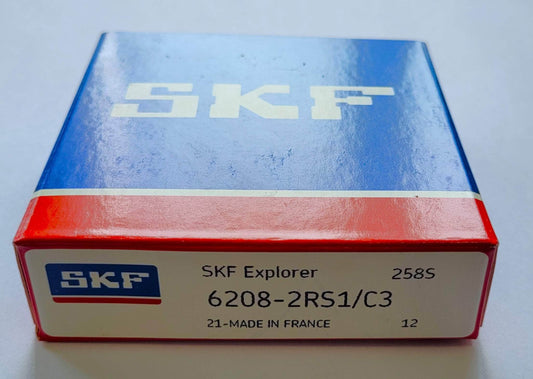 SKF
SKF
SKF Explorer 258S
6208-2RS1/C3
21-MADE IN FRANCE 12